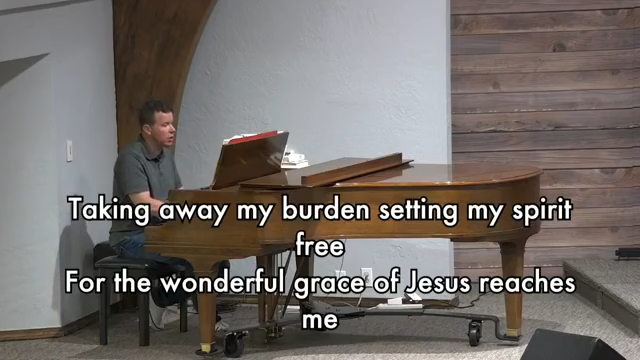 Taking away my burden setting my spirit
free
For the wonderful grace of Jesus reaches
me